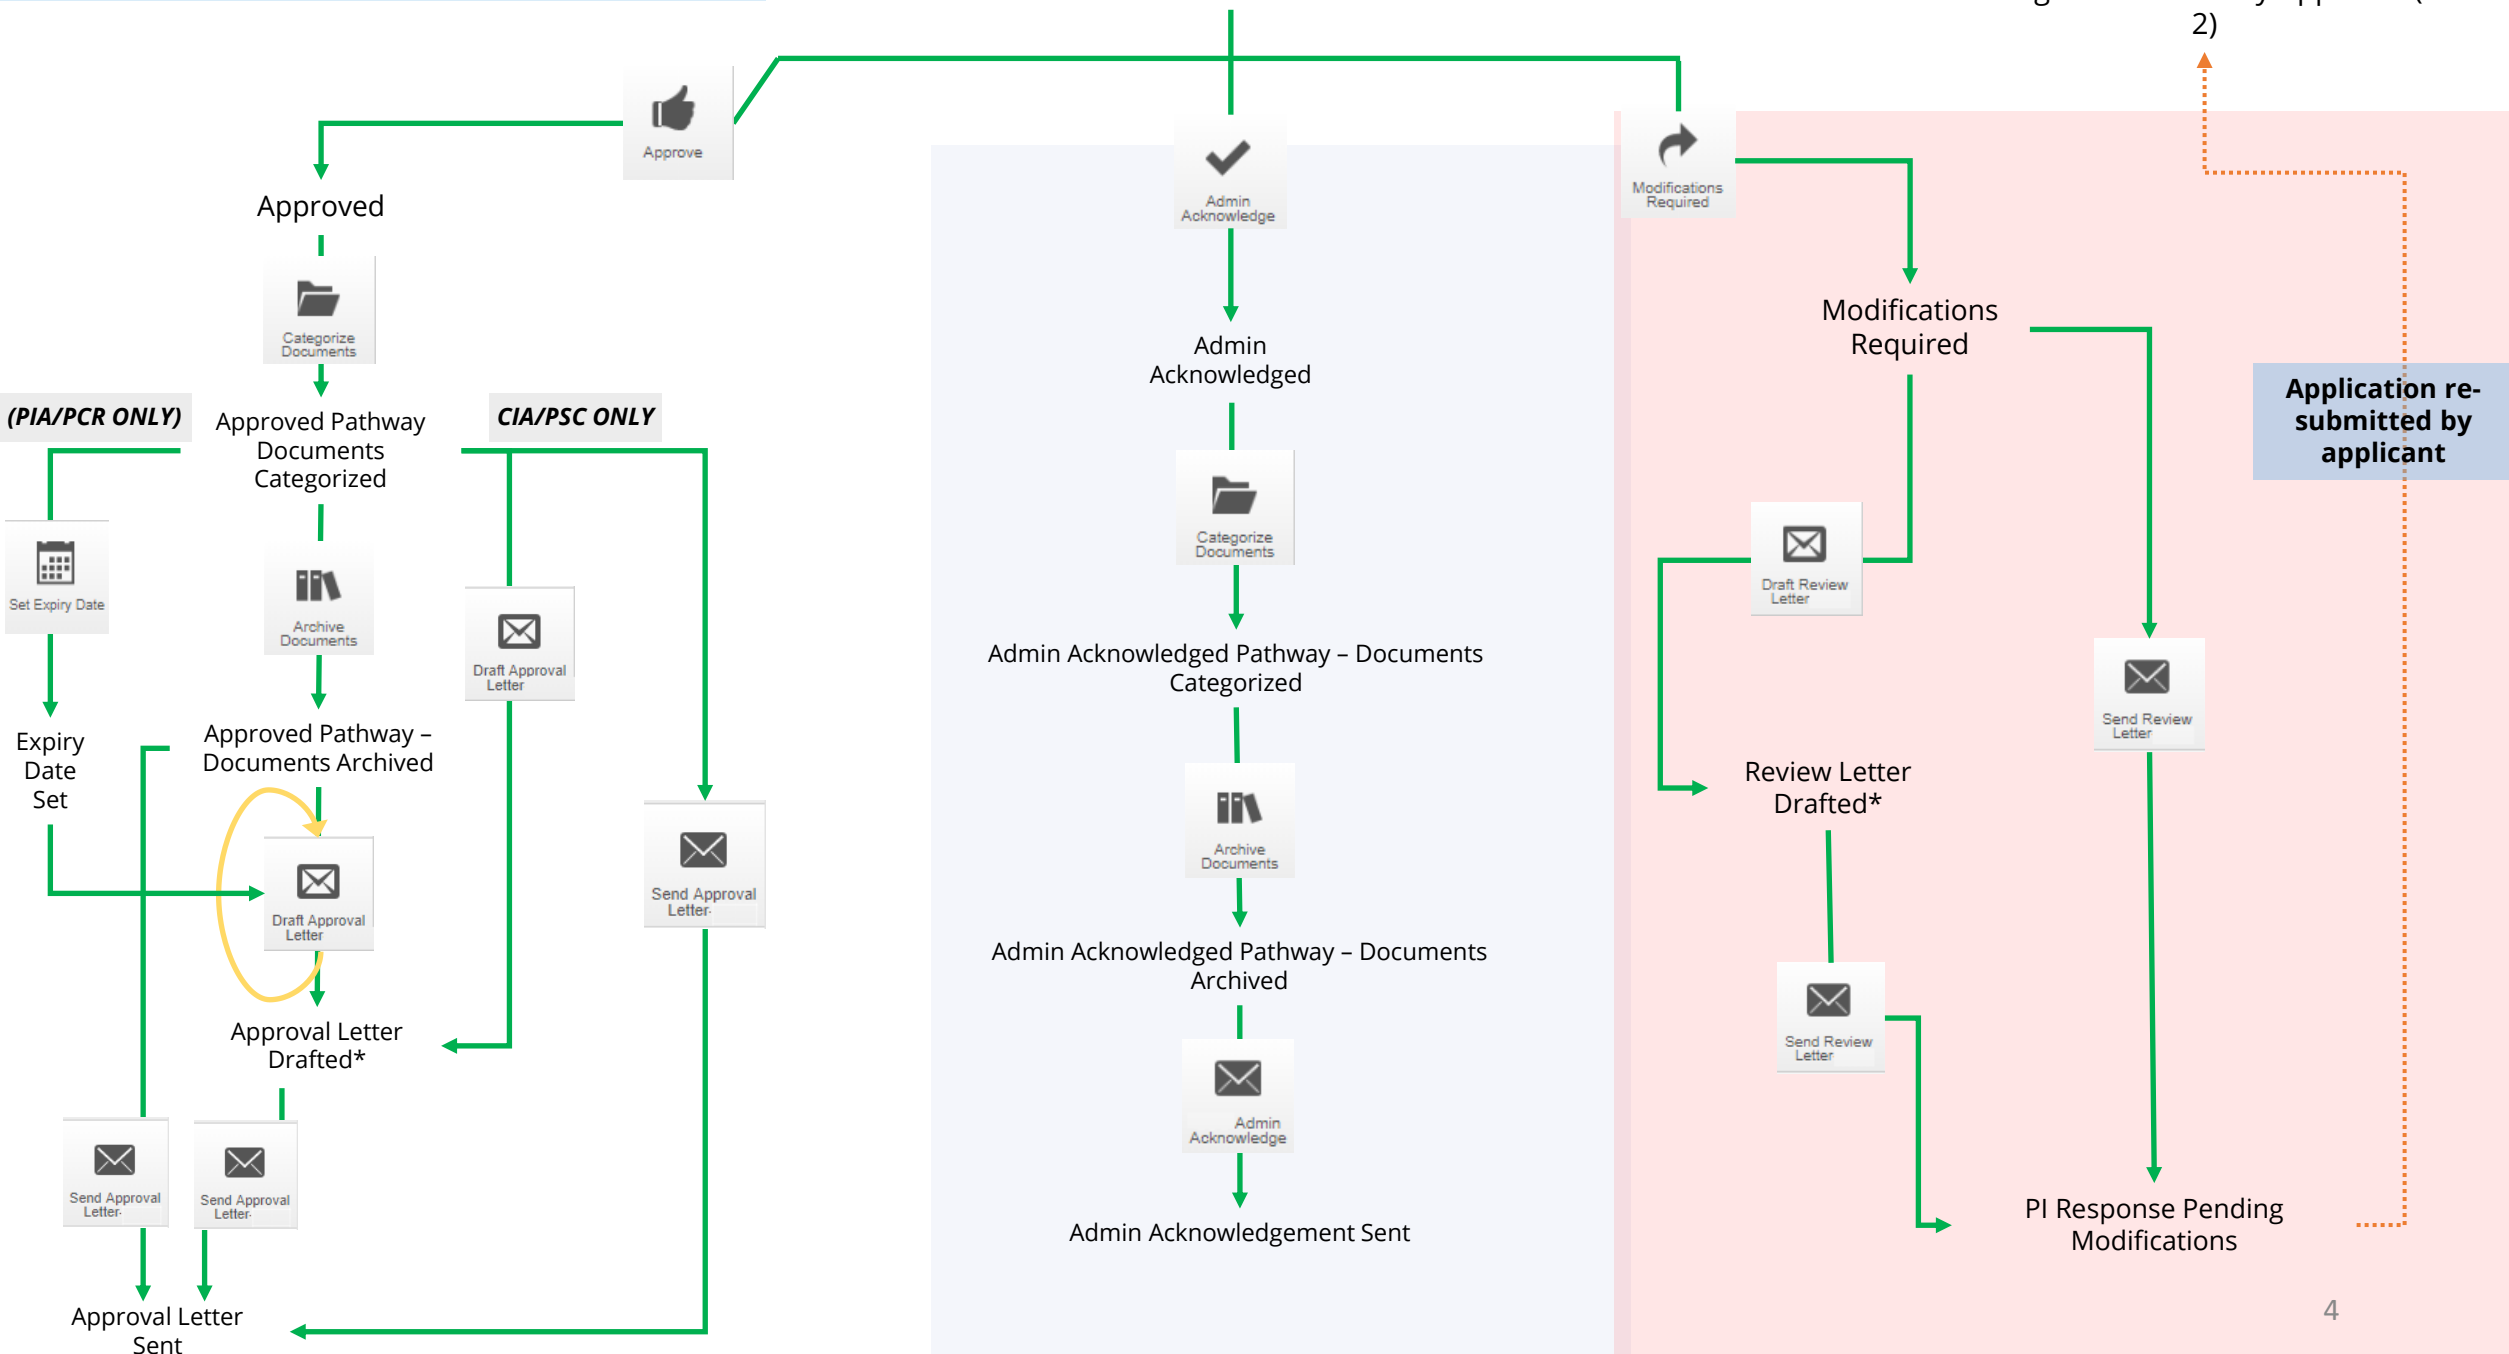 2)
Approve
Approved
Categorize
Documents
(PIA/PCR ONLY)
Approved Pathway
Documents
Categorized
CIA/PSC ONLY
Set Expiry Date
Archive
Documents
Draft Approval
Letter
Expiry
Date
Set
Approved Pathway –
Documents Archived
Draft Approval
Letter
Send Approval
Letter
Approval Letter
Drafted*
Send Approval
Letter
Send Approval
Letter
Approval Letter
Sent
Admin
Acknowledge
Admin
Acknowledged
Categorize
Documents
Admin Acknowledged Pathway – Documents
Categorized
Archive
Documents
Admin Acknowledged Pathway – Documents
Archived
Admin
Acknowledge
Admin Acknowledgement Sent
Modifications
Required
Modifications
Required
Application re-
submitted by
applicant
Draft Review
Letter
Send Review
Letter
Review Letter
Drafted*
Send Review
Letter
PI Response Pending
Modifications
4